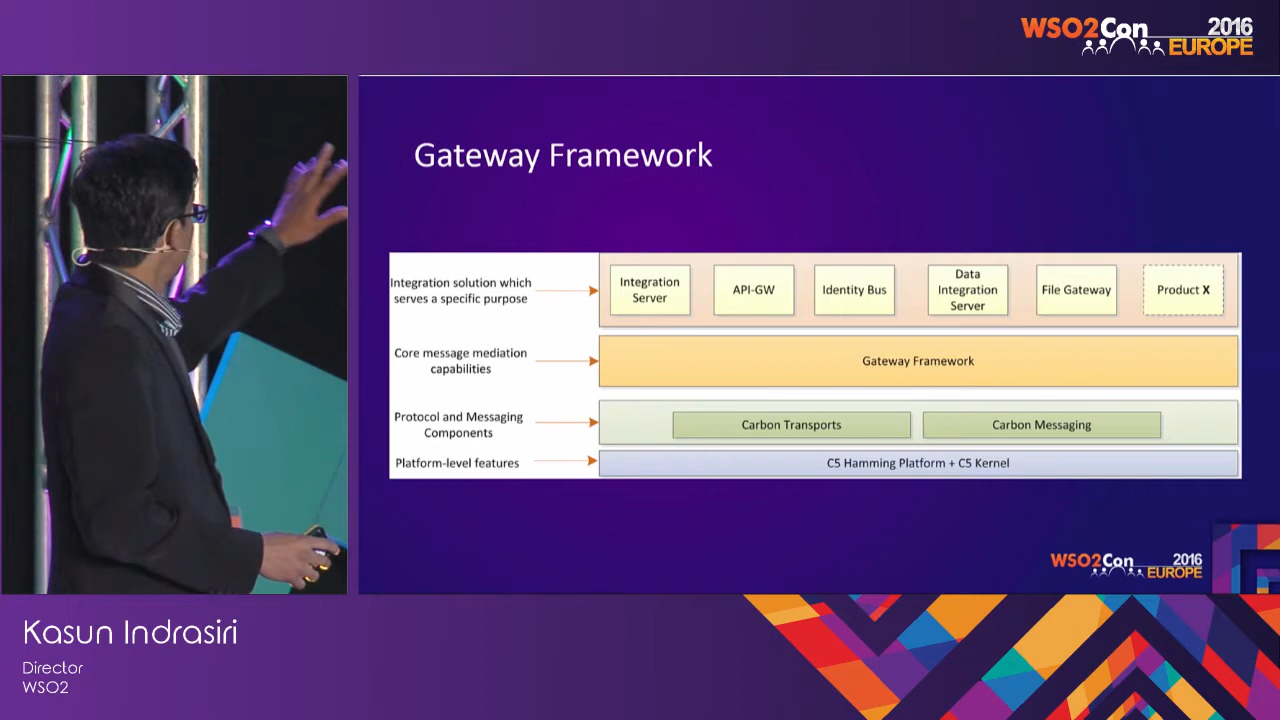 WSO2Con 2016
EUROPE
Gateway Framework
Integration solution which
serves a specific purpose
Integration
Server
API-GW
Identity Bus
Data
Integration
Server
File Gateway
Product X
Core message mediation
capabilities
Gateway Framework
Protocol and Messaging
Components
Carbon Transports
Carbon Messaging
Platform-level features
C5 Hamming Platform + C5 Kernel
WSO2Con 2016
EUROPE
Kasun Indrasiri
Director
WSO2